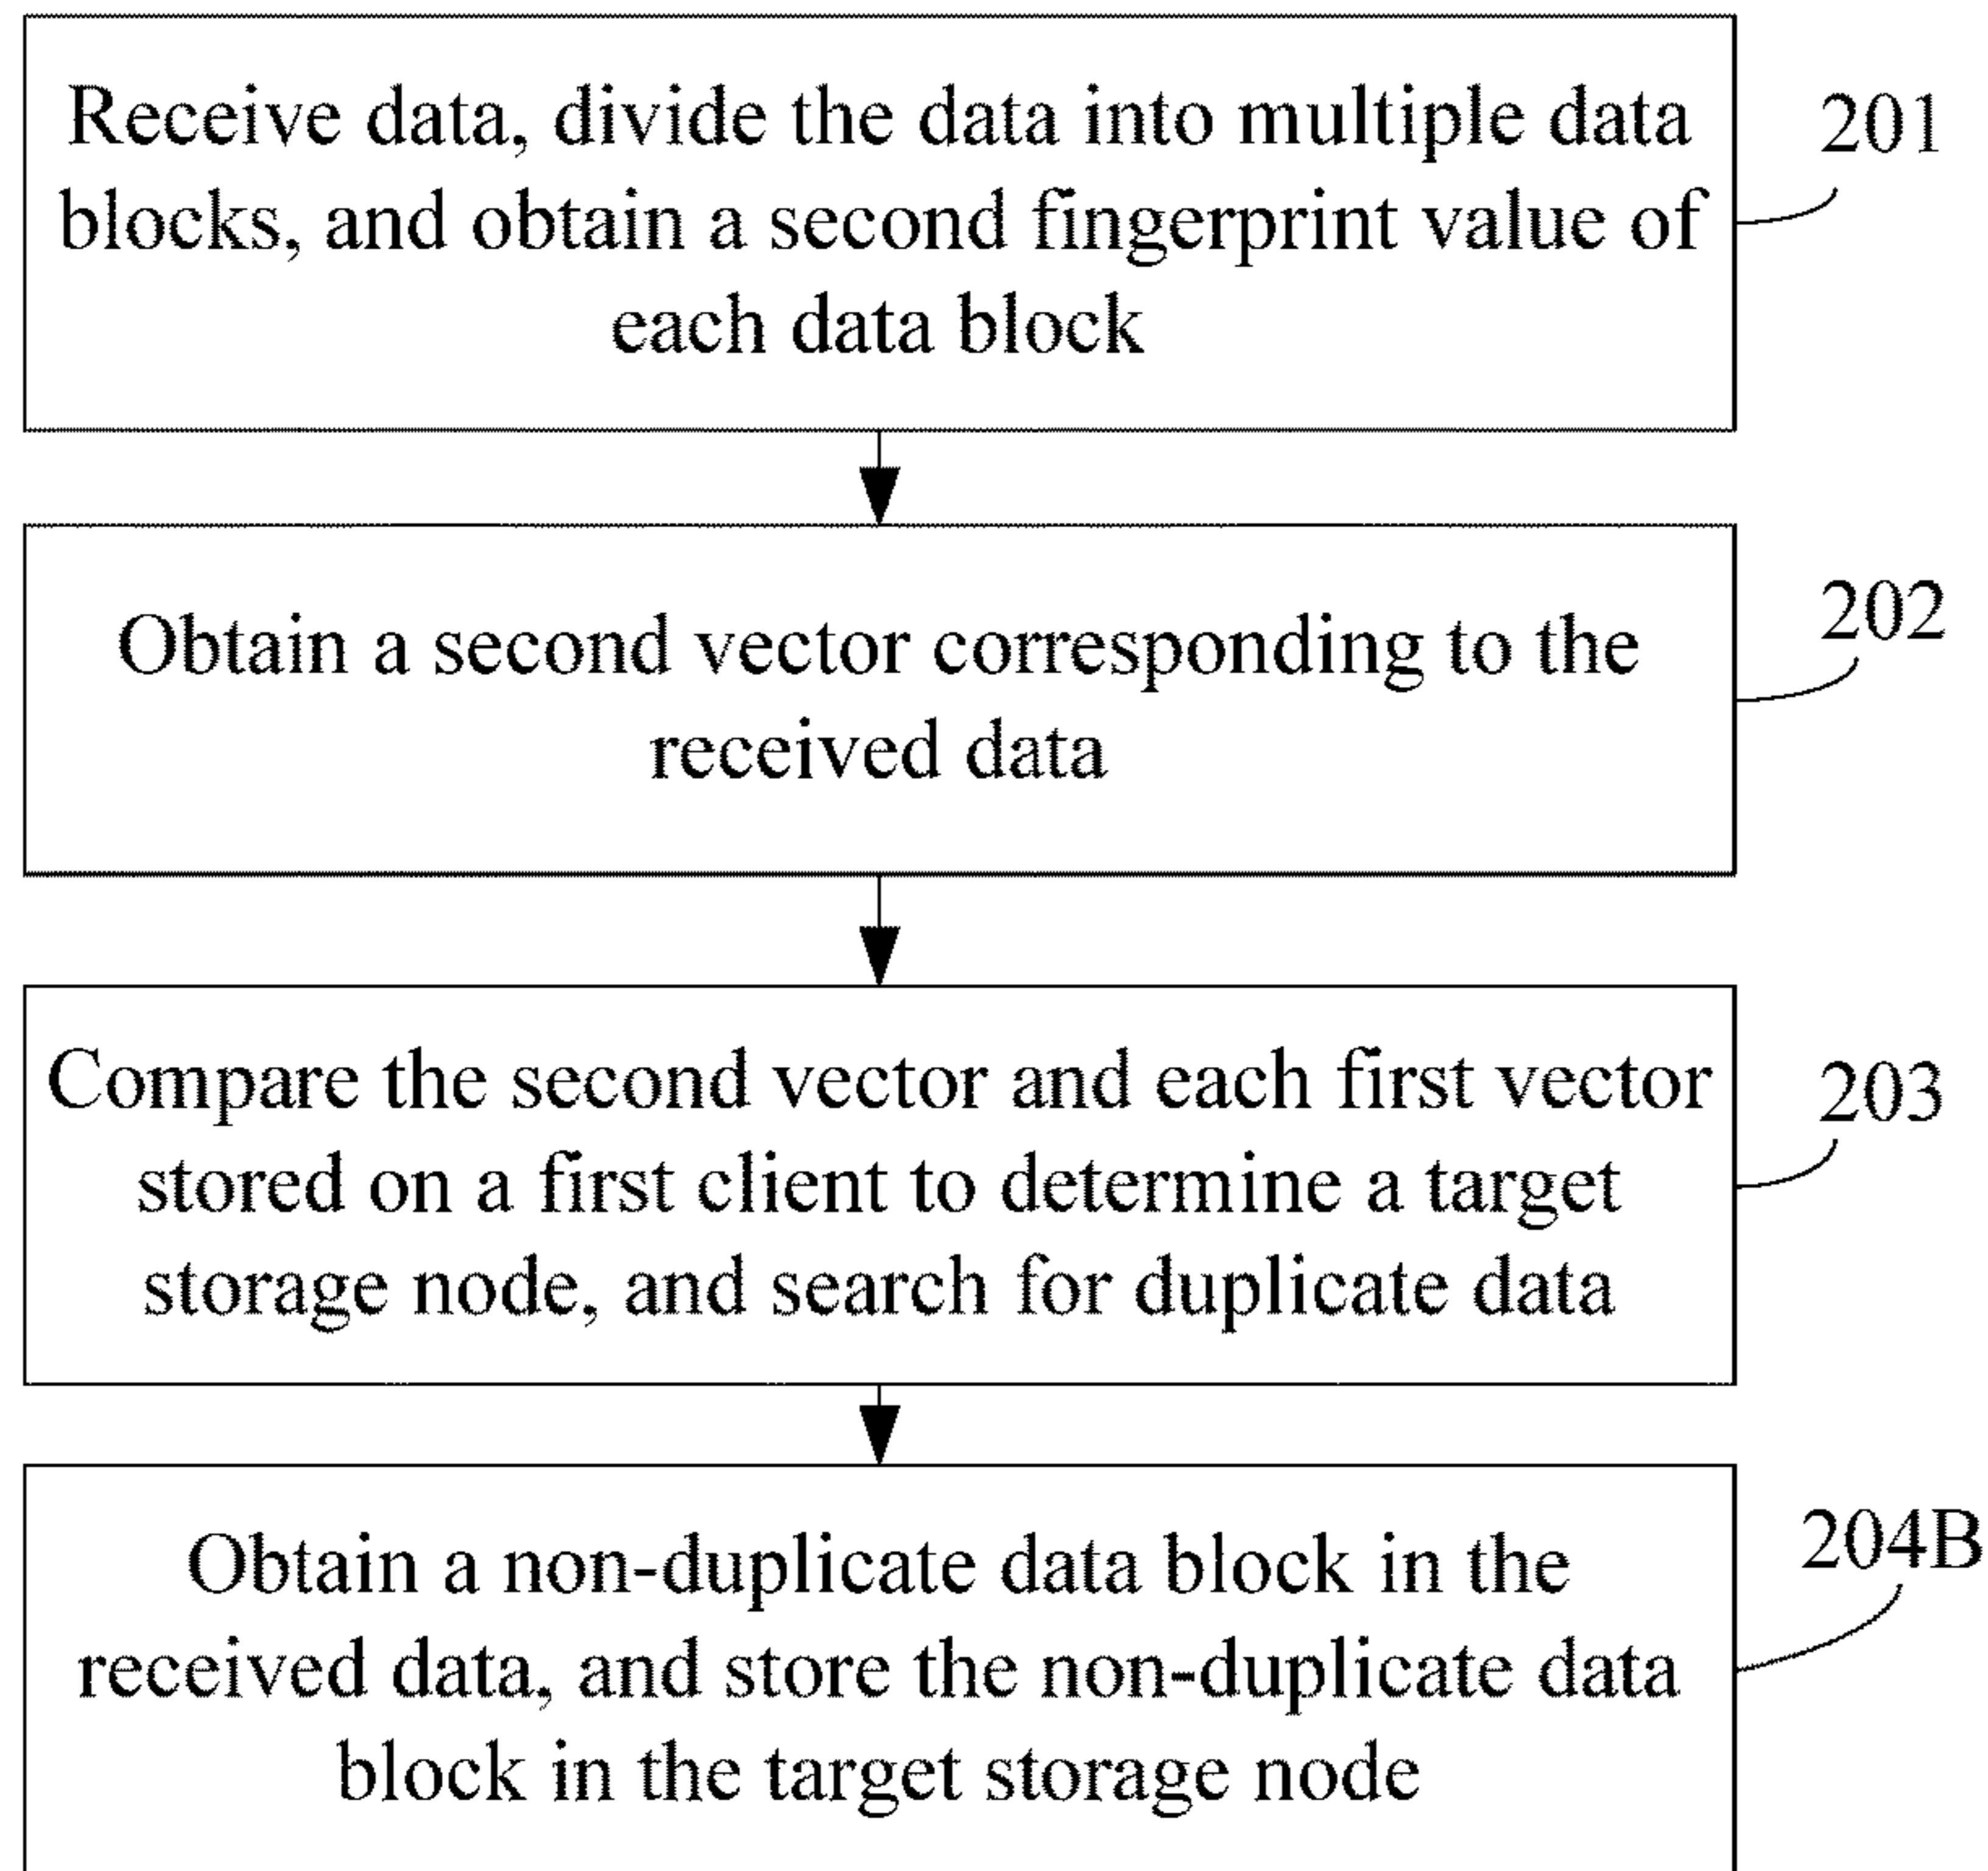 Receive data, divide the data into multiple data
blocks, and obtain a second fingerprint value of
each data block
201
Obtain a second vector corresponding to the
received data
202
Compare the second vector and each first vector
stored on a first client to determine a target
storage node, and search for duplicate data
203
Obtain a non-duplicate data block in the
received data, and store the non-duplicate data
block in the target storage node
204B